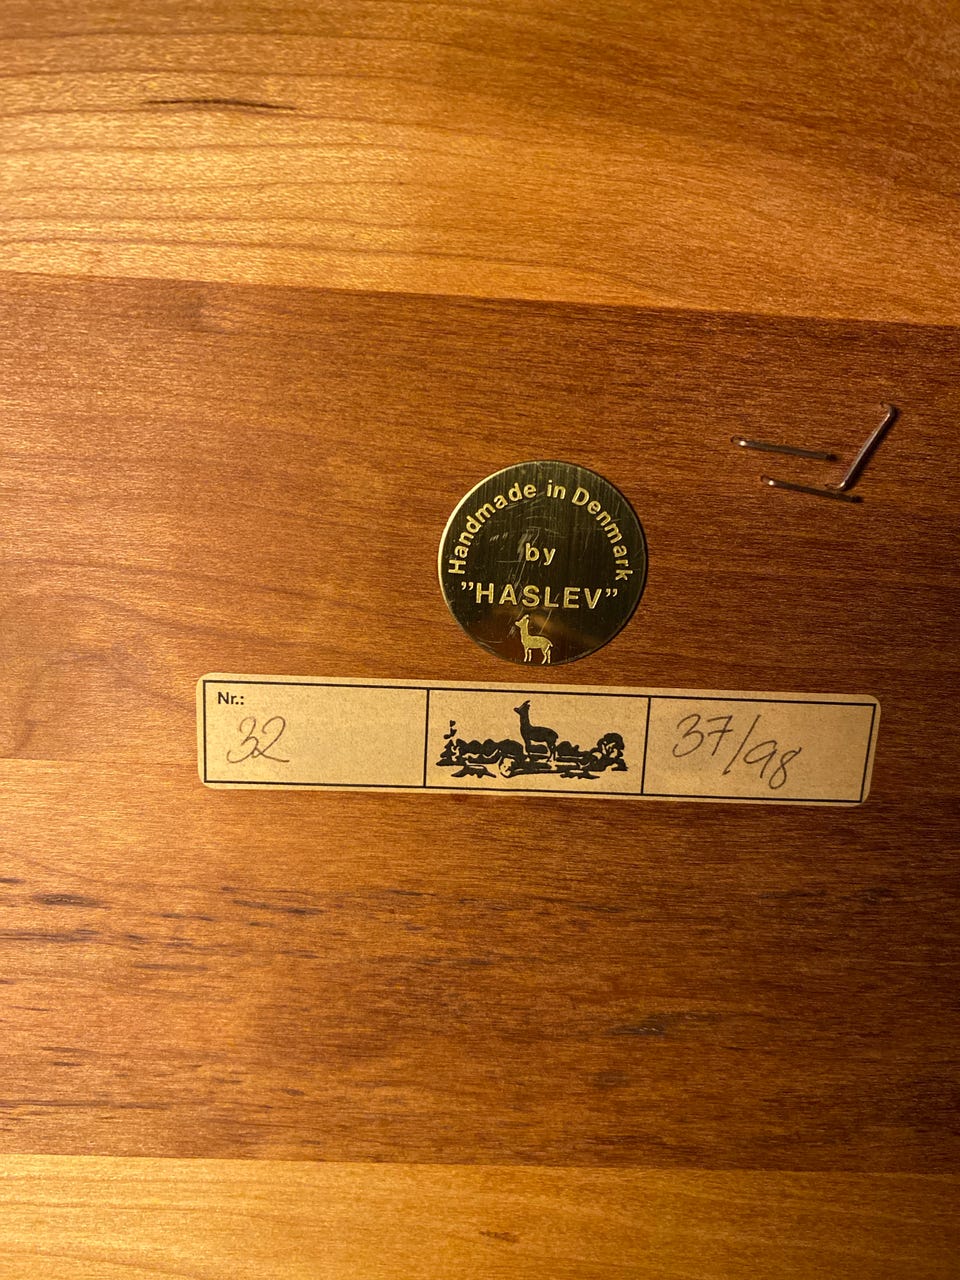 Handmade in Denmark
by
”HASLEV”
Nr.:
32
37/98